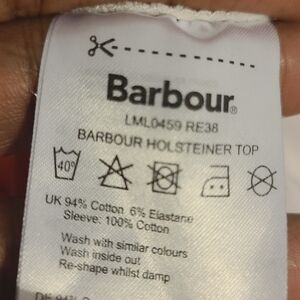 Barbour®
LML0459 RE38
BARBOUR HOLSTEINER TOP
40°
UK 94% Cotton 6% Elastane
Sleeve: 100% Cotton
Wash with similar colours
Wash inside out
Re-shape whilst damp